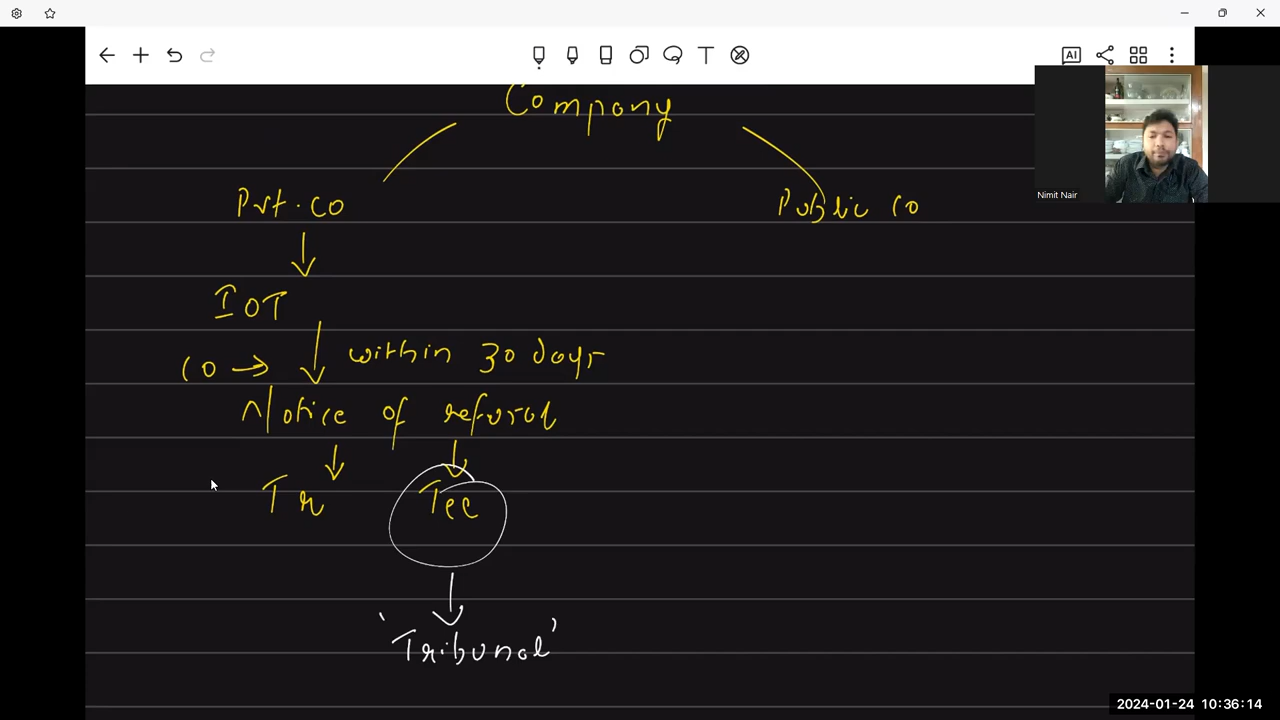 AI
Company
Nimit Nair
Pvt. Co
Public Co
IOT
within 30 days
Co →
Notice of refusal
Tr Tee
'Tribunal'
2024-01-24 10:36:14